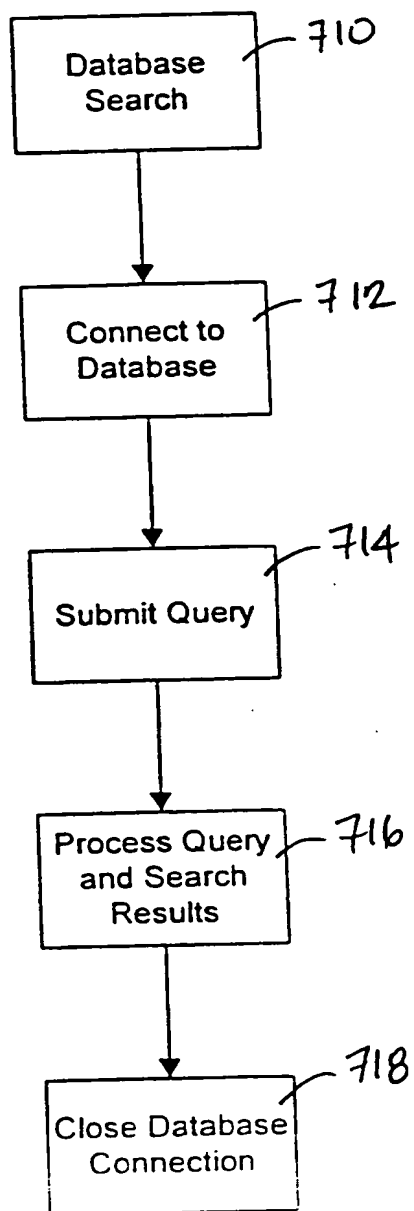 710
Database
Search
712
Connect to
Database
714
Submit Query
716
Process Query
and Search
Results
718
Close Database
Connection